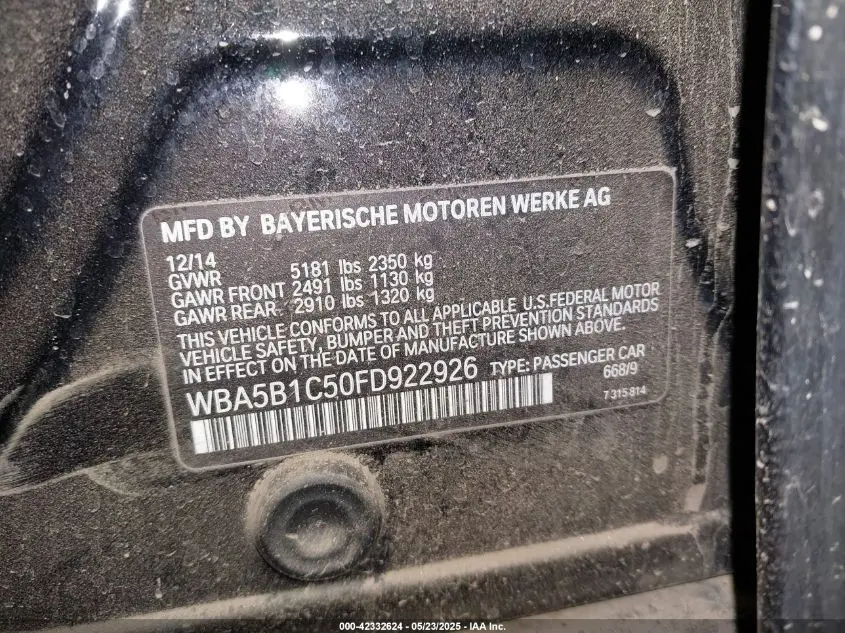 MFD BY BAYERISCHE MOTOREN WERKE AG
12/14
GVWR 5181 lbs 2350 kg
GAWR FRONT 2491 lbs 1130 kg
GAWR REAR 2910 lbs 1320 kg
THIS VEHICLE CONFORMS TO ALL APPLICABLE U.S.FEDERAL MOTOR
VEHICLE SAFETY, BUMPER AND THEFT PREVENTION STANDARDS
IN EFFECT ON THE DATE OF MANUFACTURE SHOWN ABOVE.
WBA5B1C50FD922926 TYPE: PASSENGER CAR
668/9
7 315 814
000-42332624 - 05/23/2025 - IAA Inc.